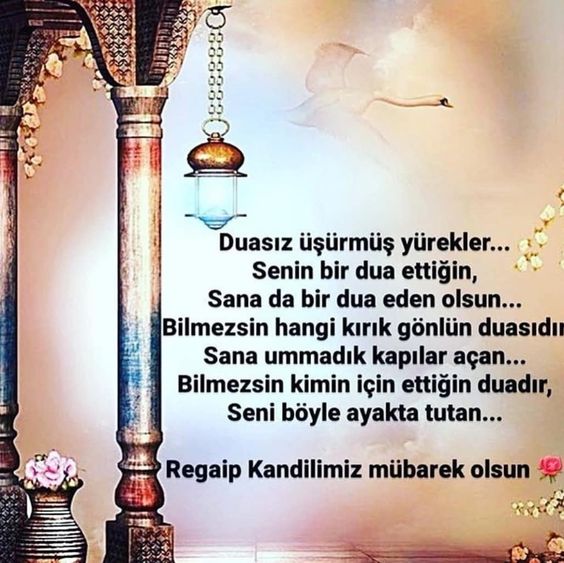 Duasız üşürmüş yürekler...
Senin bir dua ettiğin,
Sana da bir dua eden olsun...
Bilmezsin hangi kırık gönlün duasıdır
Sana ummadık kapılar açan...
Bilmezsin kimin için ettiğin duadır,
Seni böyle ayakta tutan...
Regaip Kandilimiz mübarek olsun 🌹